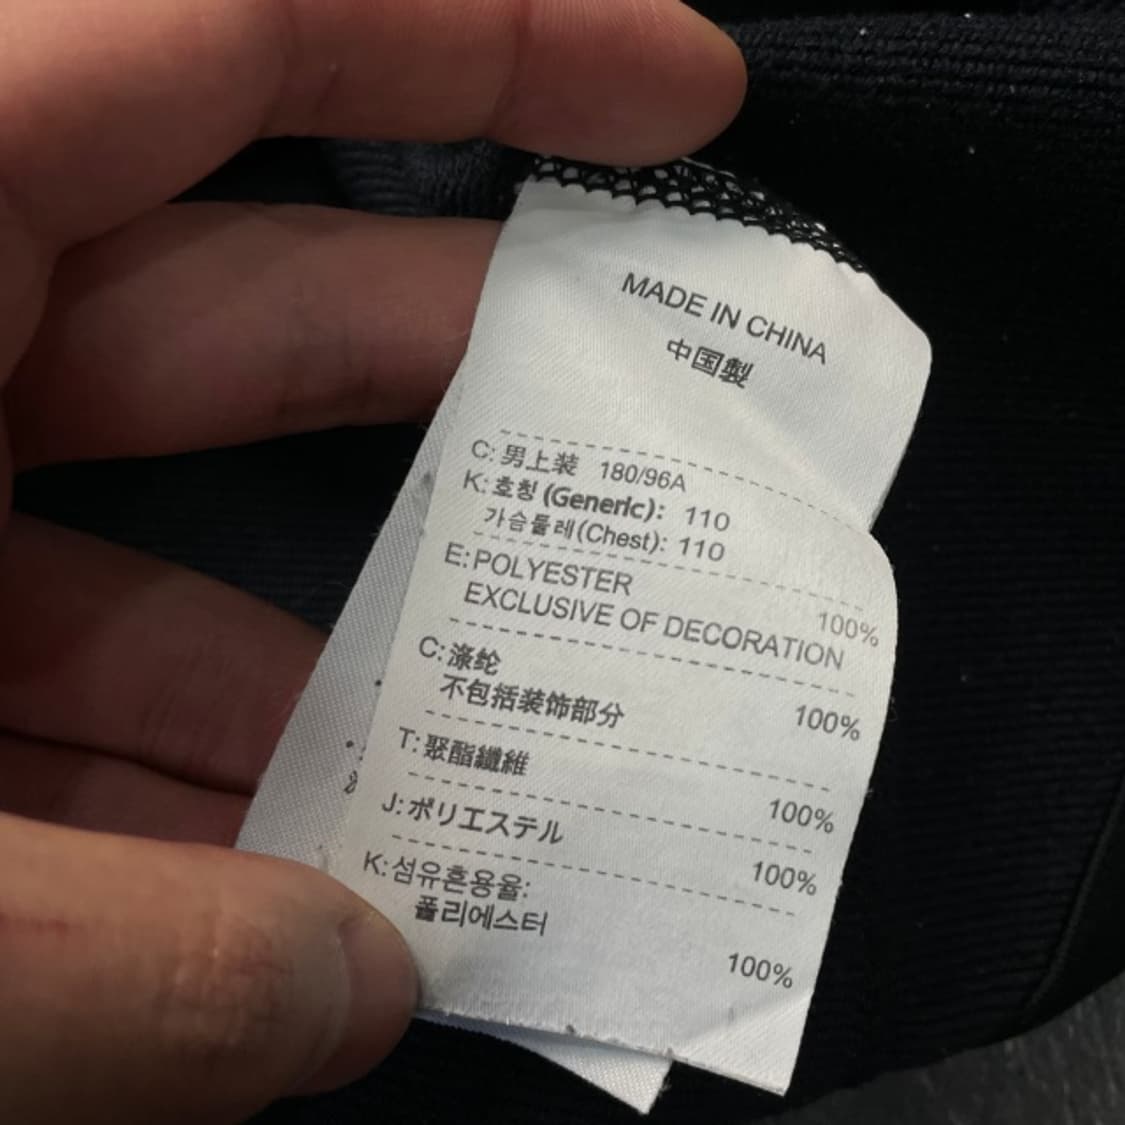 MADE IN CHINA
中国製
C: 男上装 180/96A
K: 호칭 (Generic): 110
가슴둘레(Chest): 110
E: POLYESTER 100%
EXCLUSIVE OF DECORATION
C: 涤纶 100%
不包括装饰部分
T: 聚酯纖維 100%
J: ポリエステル 100%
K: 섬유혼용율:
폴리에스터 100%